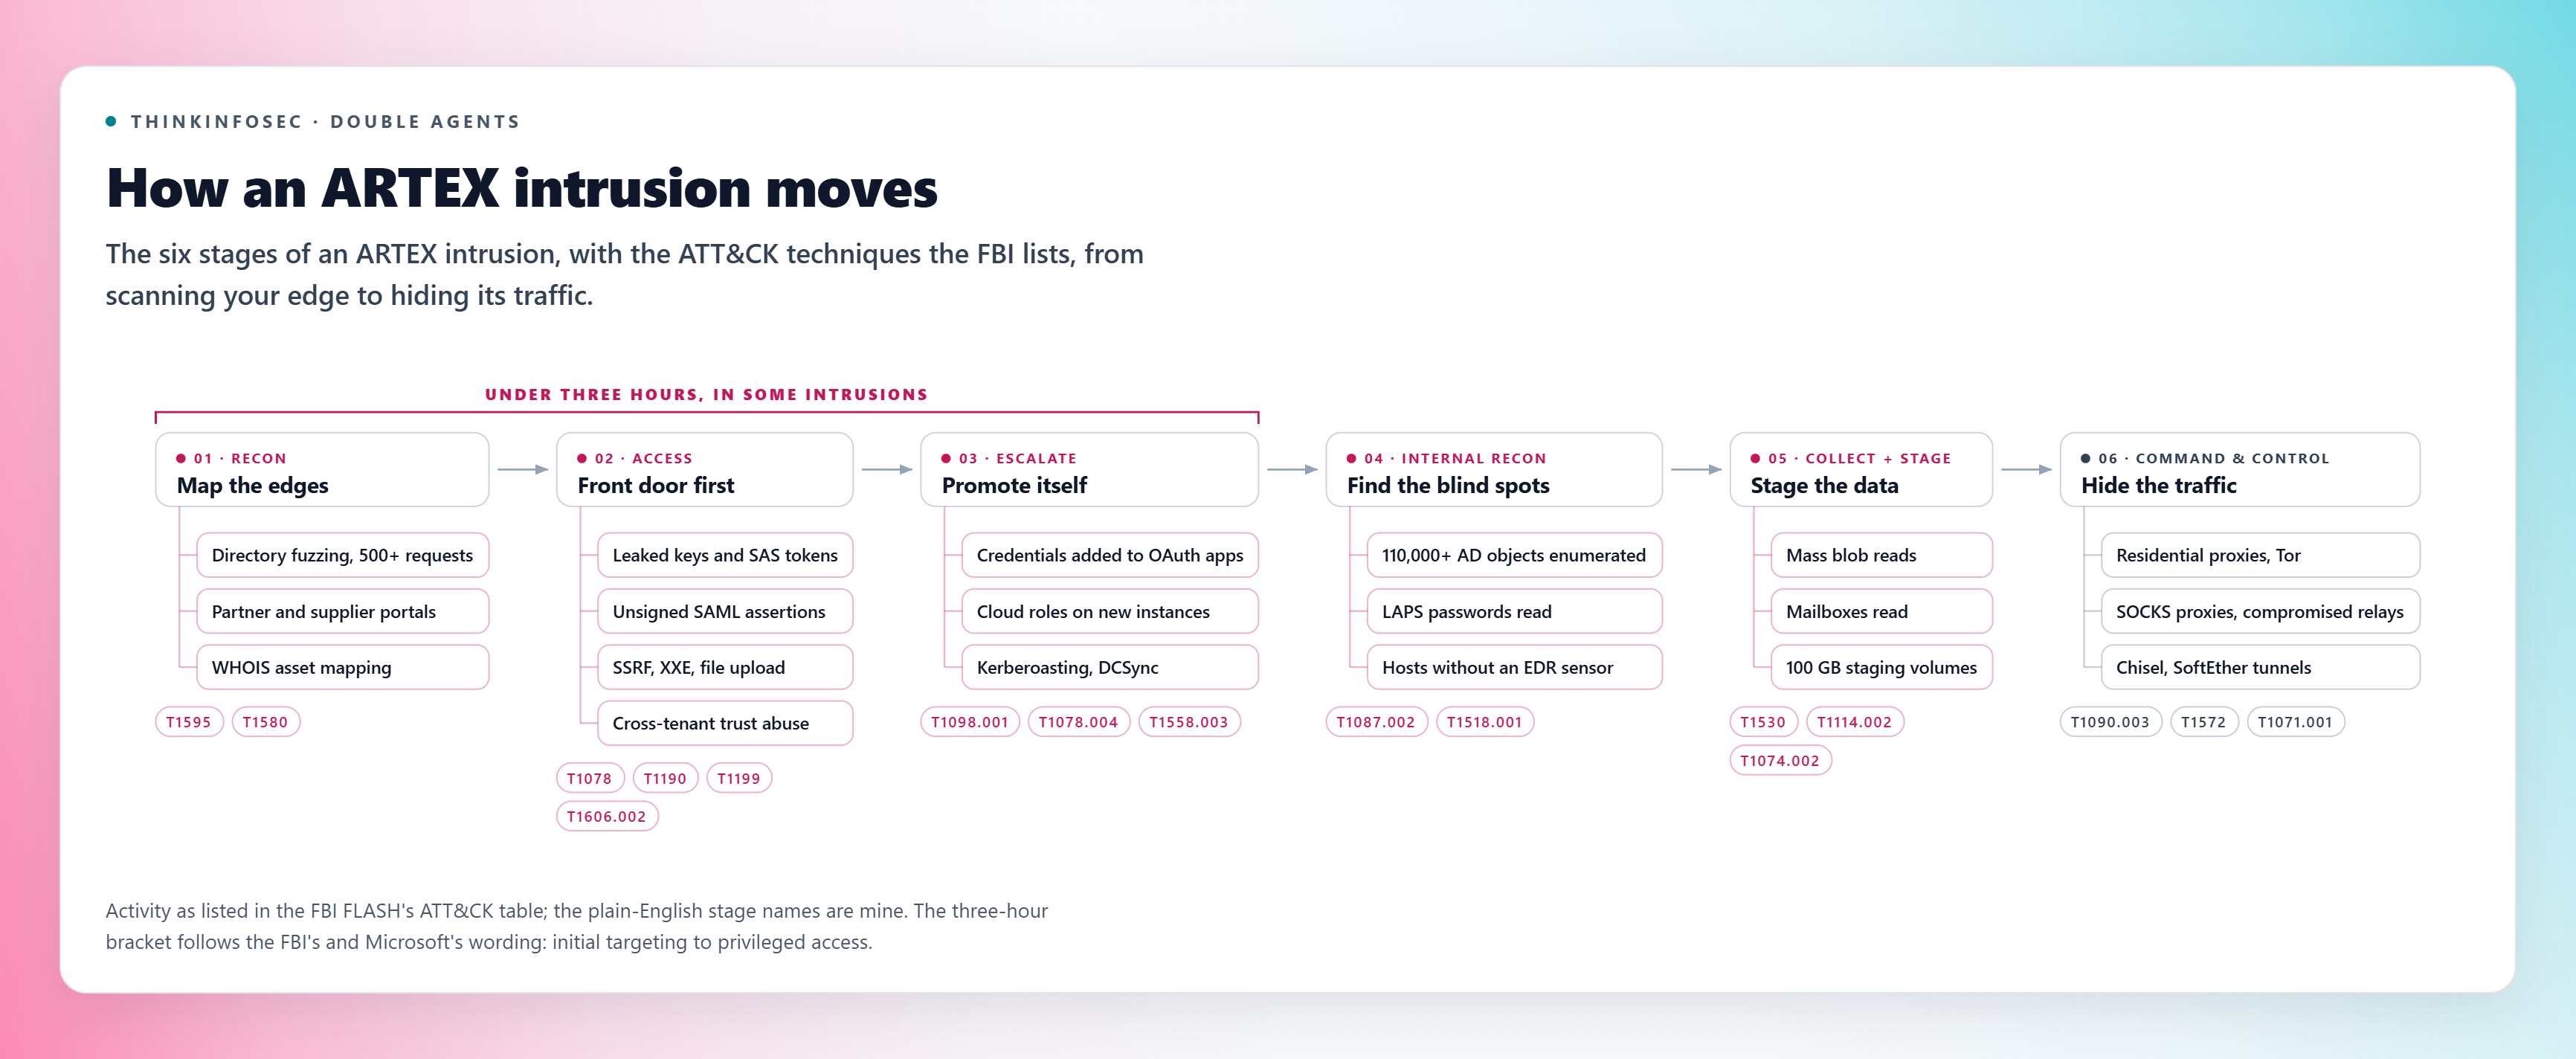 THINKINFOSEC · DOUBLE AGENTS
How an ARTEX intrusion moves
The six stages of an ARTEX intrusion, with the ATT&CK techniques the FBI lists, from
scanning your edge to hiding its traffic.
UNDER THREE HOURS, IN SOME INTRUSIONS
01 · RECON
Map the edges
Directory fuzzing, 500+ requests
Partner and supplier portals
WHOIS asset mapping
T1595 T1580
02 · ACCESS
Front door first
Leaked keys and SAS tokens
Unsigned SAML assertions
SSRF, XXE, file upload
Cross-tenant trust abuse
T1078 T1190 T1199
T1606.002
03 · ESCALATE
Promote itself
Credentials added to OAuth apps
Cloud roles on new instances
Kerberoasting, DCSync
T1098.001 T1078.004 T1558.003
04 · INTERNAL RECON
Find the blind spots
110,000+ AD objects enumerated
LAPS passwords read
Hosts without an EDR sensor
T1087.002 T1518.001
05 · COLLECT + STAGE
Stage the data
Mass blob reads
Mailboxes read
100 GB staging volumes
T1530 T1114.002
T1074.002
06 · COMMAND & CONTROL
Hide the traffic
Residential proxies, Tor
SOCKS proxies, compromised relays
Chisel, SoftEther tunnels
T1090.003 T1572 T1071.001
Activity as listed in the FBI FLASH's ATT&CK table; the plain-English stage names are mine. The three-hour
bracket follows the FBI's and Microsoft's wording: initial targeting to privileged access.